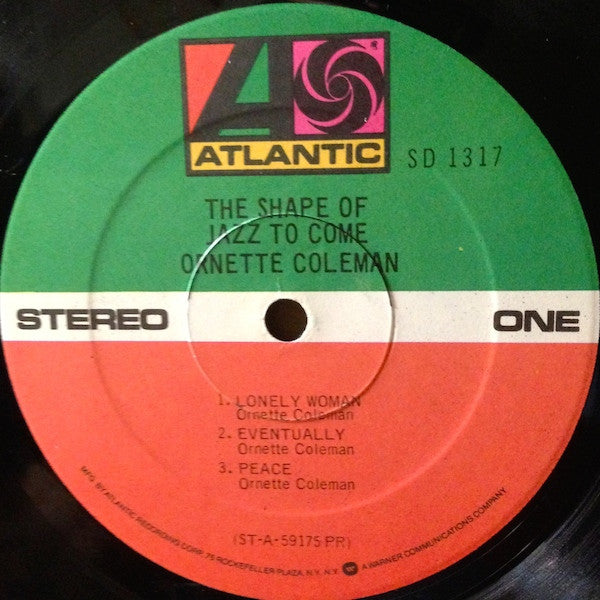 ATLANTIC
SD 1317
THE SHAPE OF
JAZZ TO COME
ORNETTE COLEMAN
STEREO
ONE
1. LONELY WOMAN
Ornette Coleman
2. EVENTUALLY
Ornette Coleman
3. PEACE
Ornette Coleman
(ST-A-59175 PR)
MFG. BY ATLANTIC RECORDING CORP. 75 ROCKEFELLER PLAZA, N.Y. N.Y. A WARNER COMMUNICATIONS COMPANY